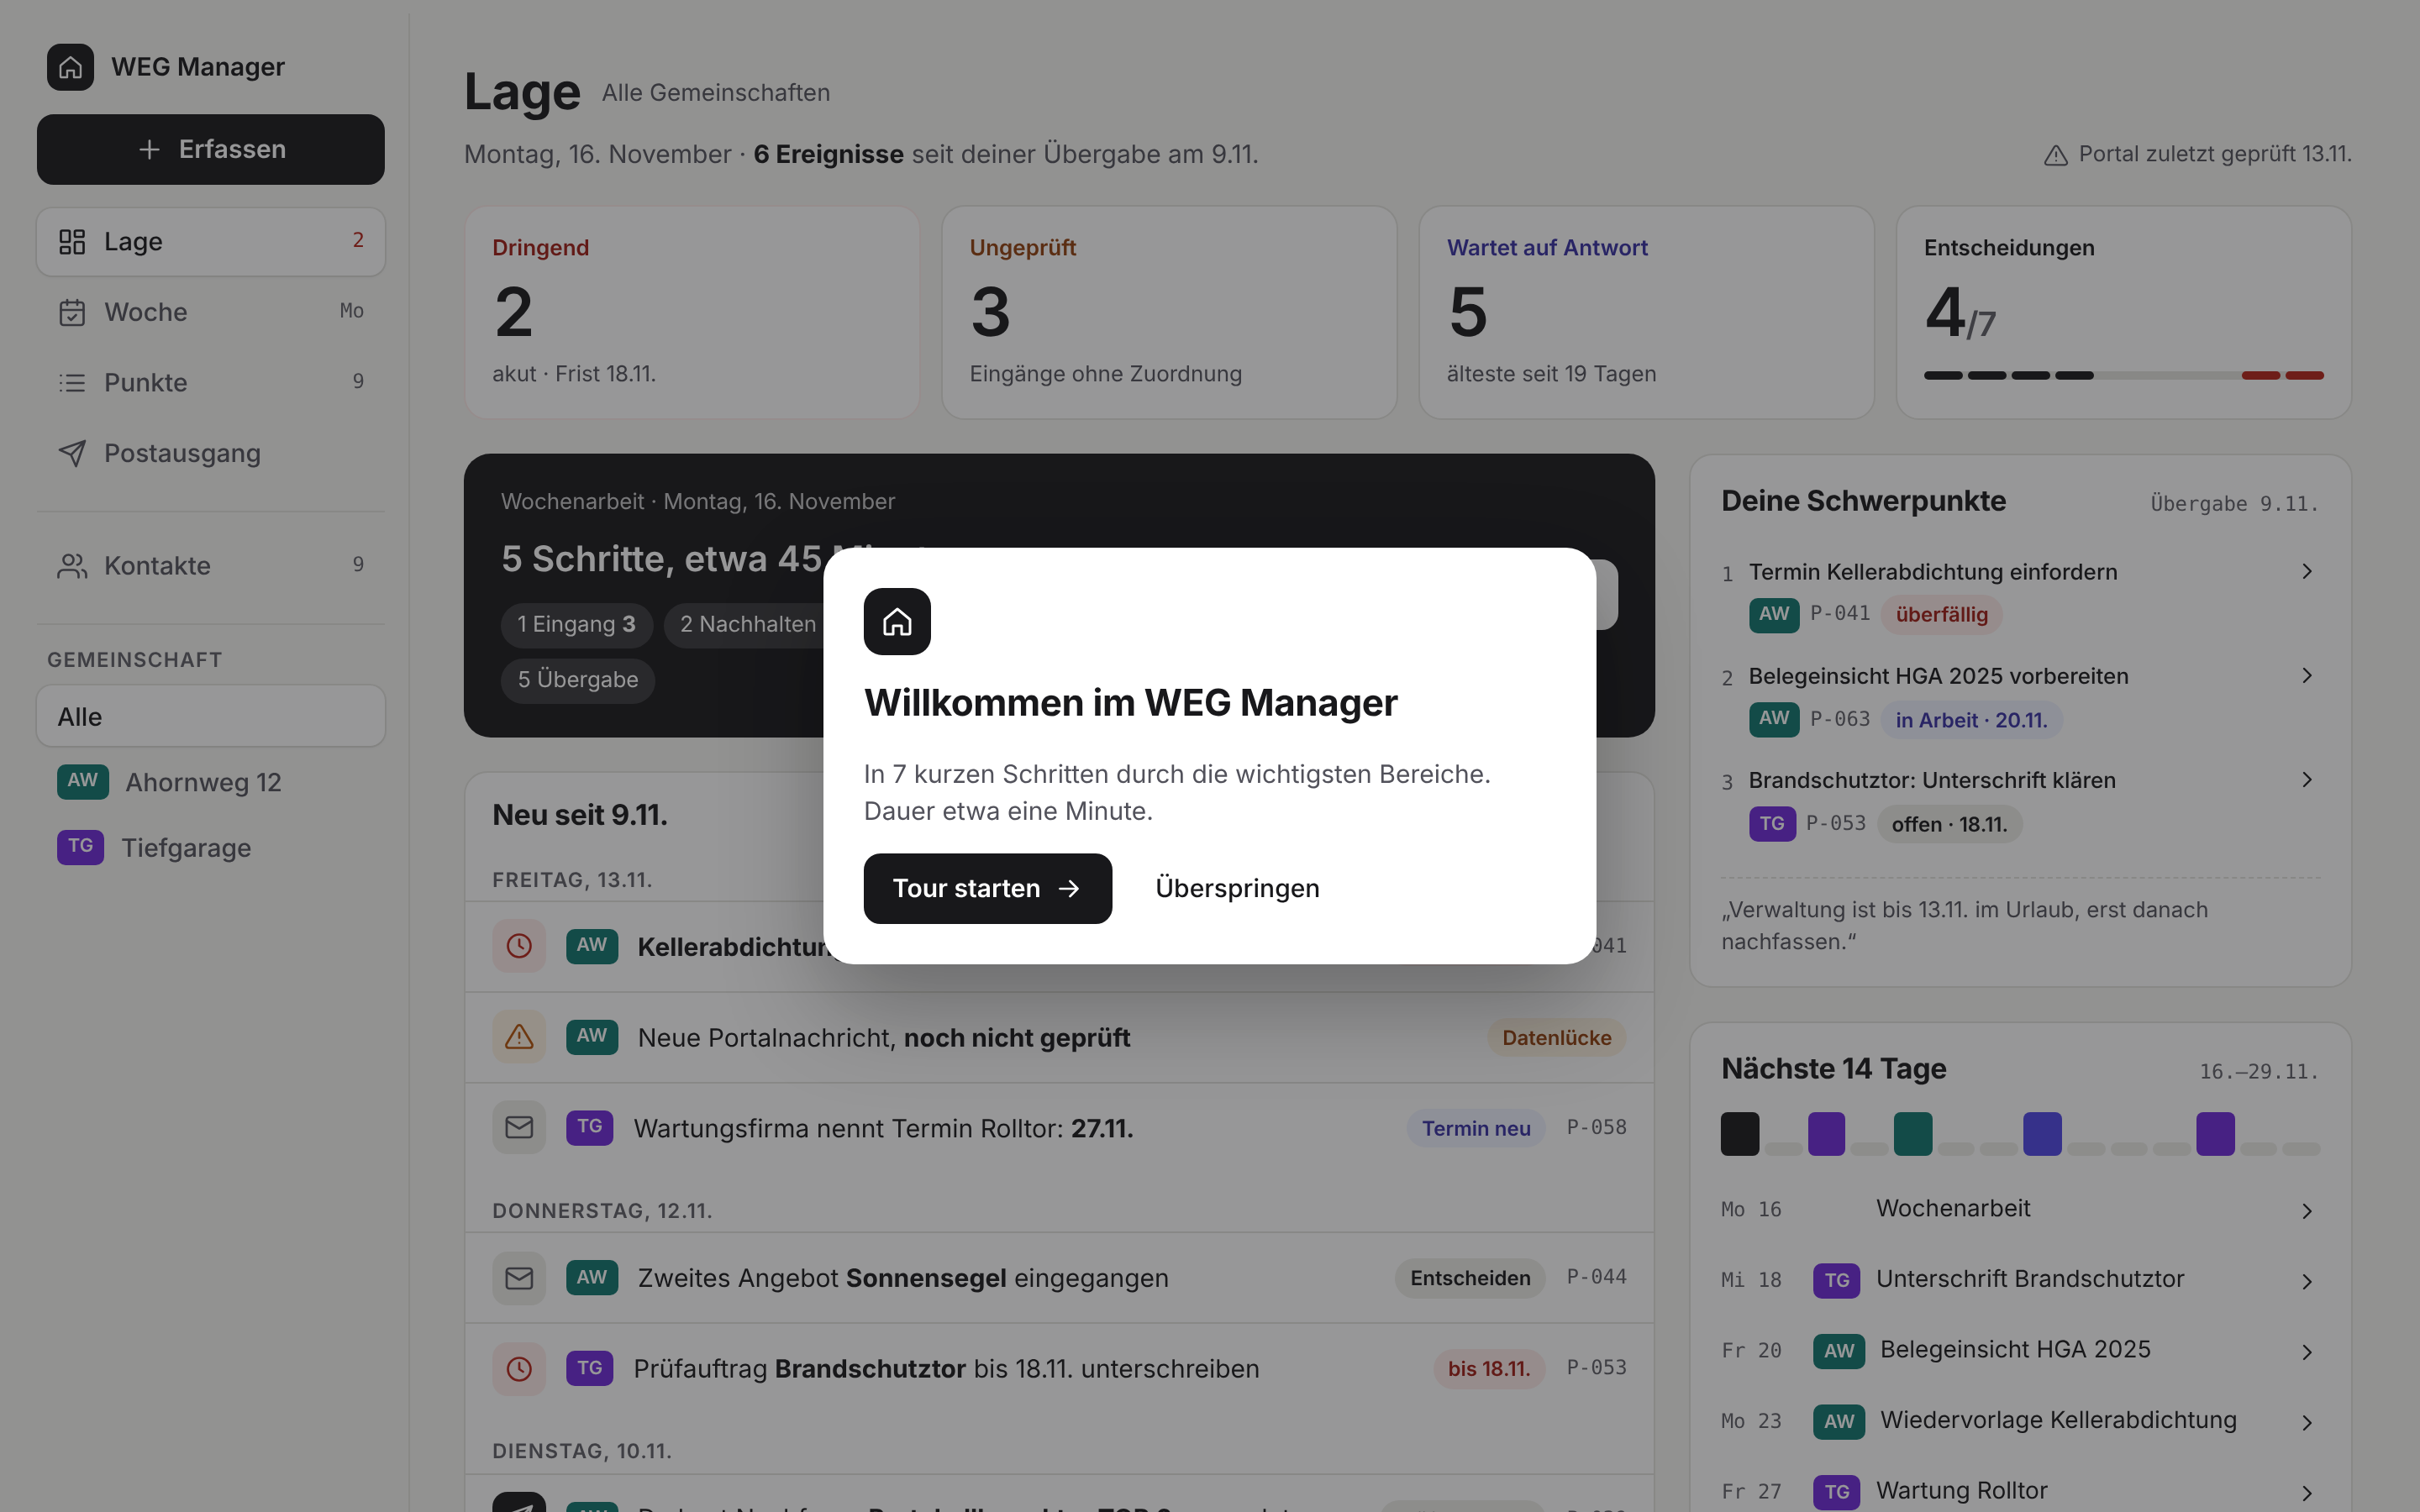 WEG Manager
Erfassen
Lage 2
Woche Mo
Punkte 9
Postausgang
Kontakte 9
GEMEINSCHAFT
Alle
AW Ahornweg 12
TG Tiefgarage
Lage Alle Gemeinschaften
Montag, 16. November · 6 Ereignisse seit deiner Übergabe am 9.11.
Portal zuletzt geprüft 13.11.
Dringend
2
akut · Frist 18.11.
Ungeprüft
3
Eingänge ohne Zuordnung
Wartet auf Antwort
5
älteste seit 19 Tagen
Entscheidungen
4/7
Wochenarbeit · Montag, 16. November
5 Schritte, etwa 45
1 Eingang 3
2 Nachhalten
5 Übergabe
Willkommen im WEG Manager
In 7 kurzen Schritten durch die wichtigsten Bereiche.
Dauer etwa eine Minute.
Tour starten
Überspringen
Neu seit 9.11.
FREITAG, 13.11.
AW
AW Neue Portalnachricht, noch nicht geprüft Datenlücke
TG Wartungsfirma nennt Termin Rolltor: 27.11. Termin neu P-058
DONNERSTAG, 12.11.
AW Zweites Angebot Sonnensegel eingegangen Entscheiden P-044
TG Prüfauftrag Brandschutztor bis 18.11. unterschreiben bis 18.11. P-053
DIENSTAG, 10.11.
Deine Schwerpunkte Übergabe 9.11.
1 Termin Kellerabdichtung einfordern
AW P-041 überfällig
2 Belegeinsicht HGA 2025 vorbereiten
AW P-063 in Arbeit · 20.11.
3 Brandschutztor: Unterschrift klären
TG P-053 offen · 18.11.
„Verwaltung ist bis 13.11. im Urlaub, erst danach
nachfassen.“
Nächste 14 Tage 16.–29.11.
Mo 16 Wochenarbeit
Mi 18 TG Unterschrift Brandschutztor
Fr 20 AW Belegeinsicht HGA 2025
Mo 23 AW Wiedervorlage Kellerabdichtung
Fr 27 TG Wartung Rolltor